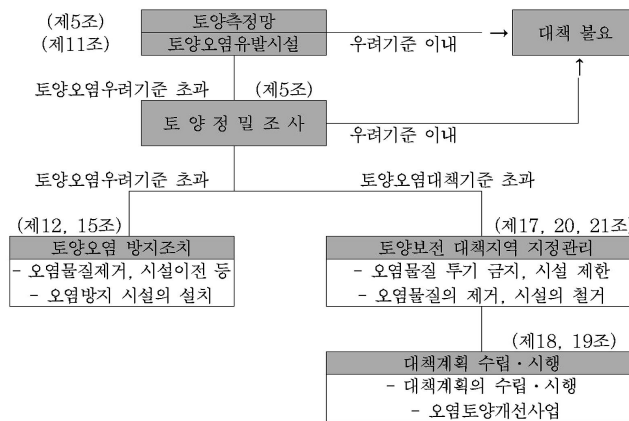 (제5조)
토양측정망
(제11조)
토양오염유발시설
우려기준 이내
→
대책 불요
토양오염우려기준 초과
(제5조)
토 양 정 밀 조 사
우려기준 이내
토양오염우려기준 초과
토양오염대책기준 초과
(제12, 15조)
토양오염 방지조치
- 오염물질제거, 시설이전 등
- 오염방지 시설의 설치
(제17, 20, 21조)
토양보전 대책지역 지정관리
- 오염물질 투기 금지, 시설 제한
- 오염물질의 제거, 시설의 철거
(제18, 19조)
대책계획 수립・시행
- 대책계획의 수립・시행
- 오염토양개선사업